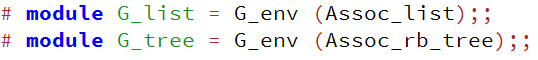 # module G_list = G_env (Assoc_list);;
# module G_tree = G_env (Assoc_rb_tree);;